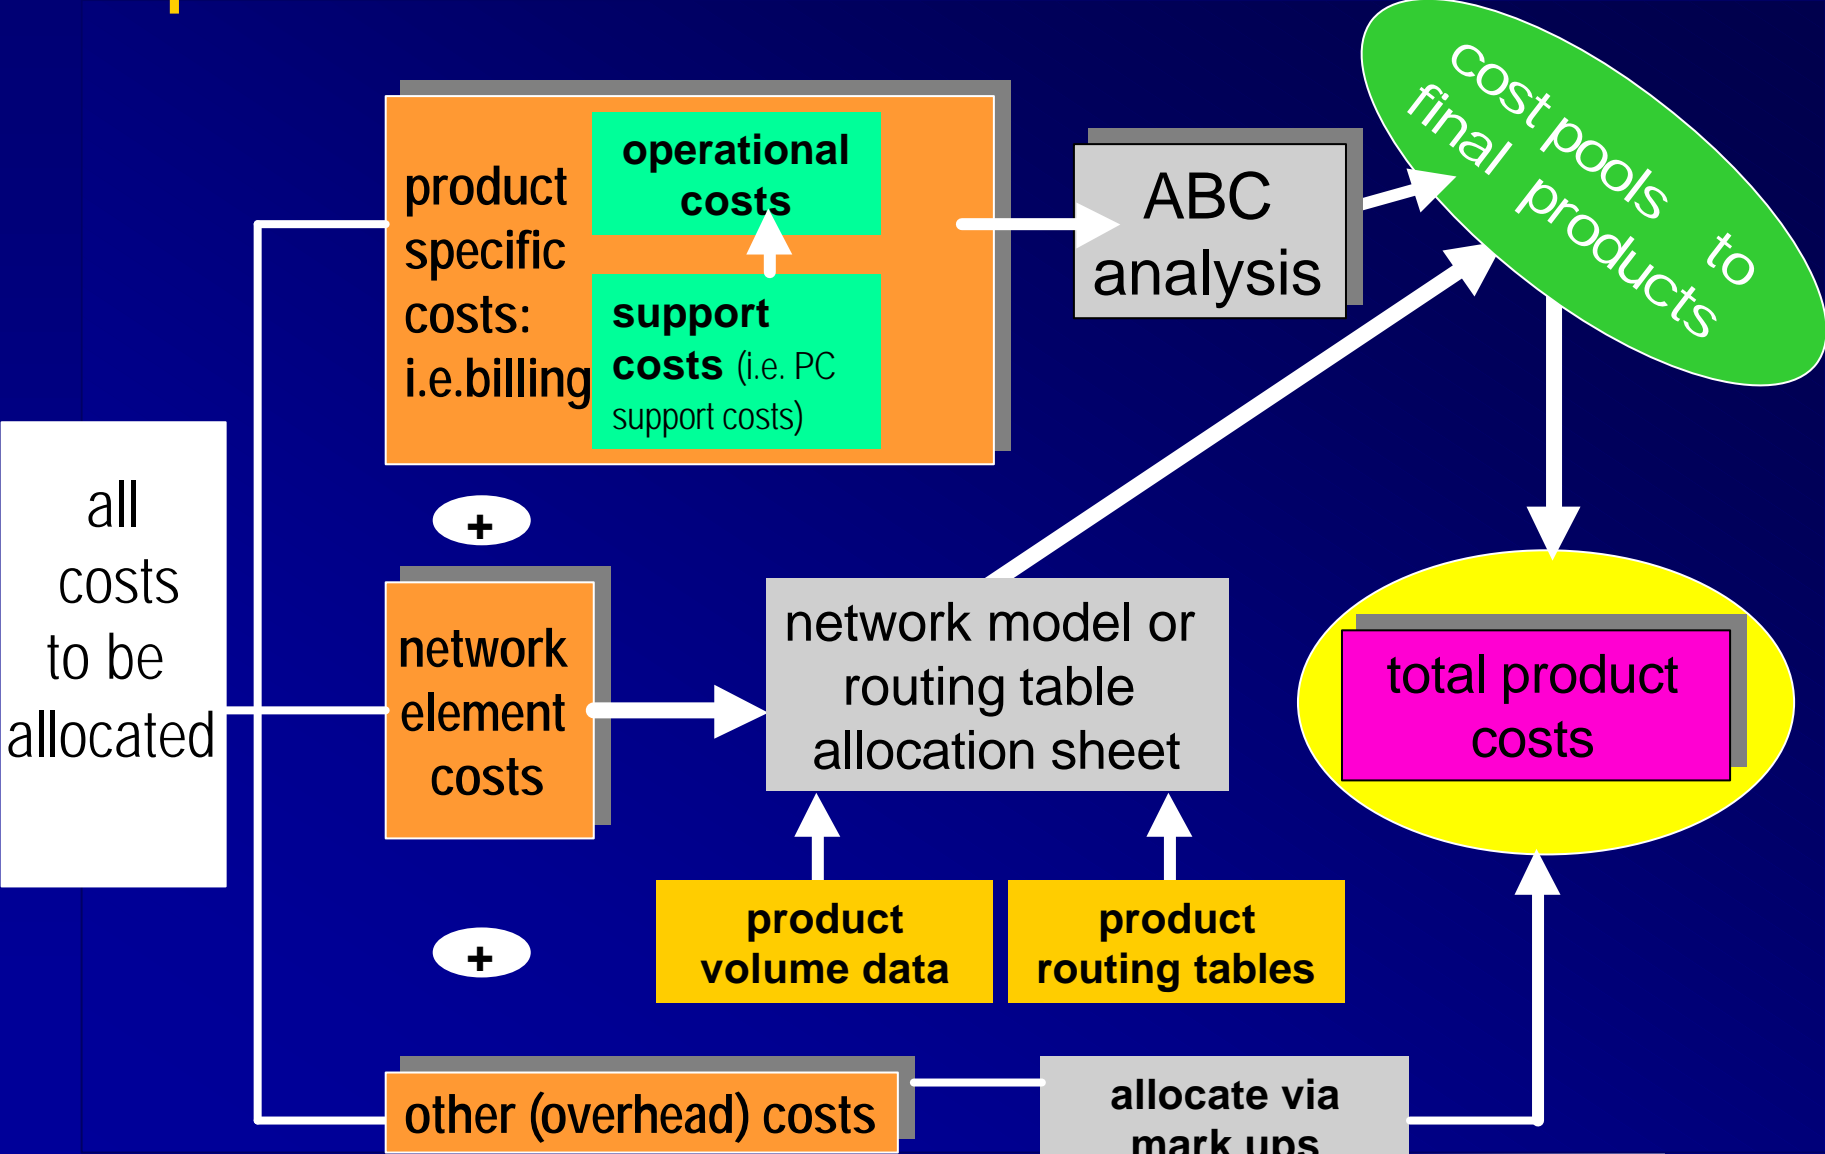 product
specific
costs:
i.e.billing
operational
costs
support
costs (i.e. PC
support costs)
ABC
analysis
cost pools to
final products
all
costs
to be
allocated
+
network
element
costs
network model or
routing table
allocation sheet
total product
costs
+
product
volume data
product
routing tables
other (overhead) costs
allocate via
mark ups